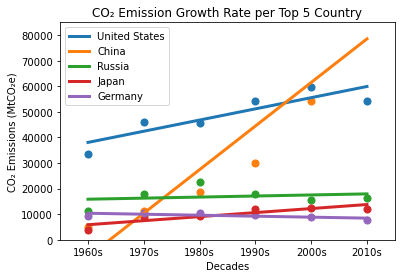 CO₂ Emission Growth Rate per Top 5 Country
CO₂ Emissions (MtCO₂e)
80000
70000
60000
50000
40000
30000
20000
10000
0
United States
China
Russia
Japan
Germany
1960s 1970s 1980s 1990s 2000s 2010s
Decades